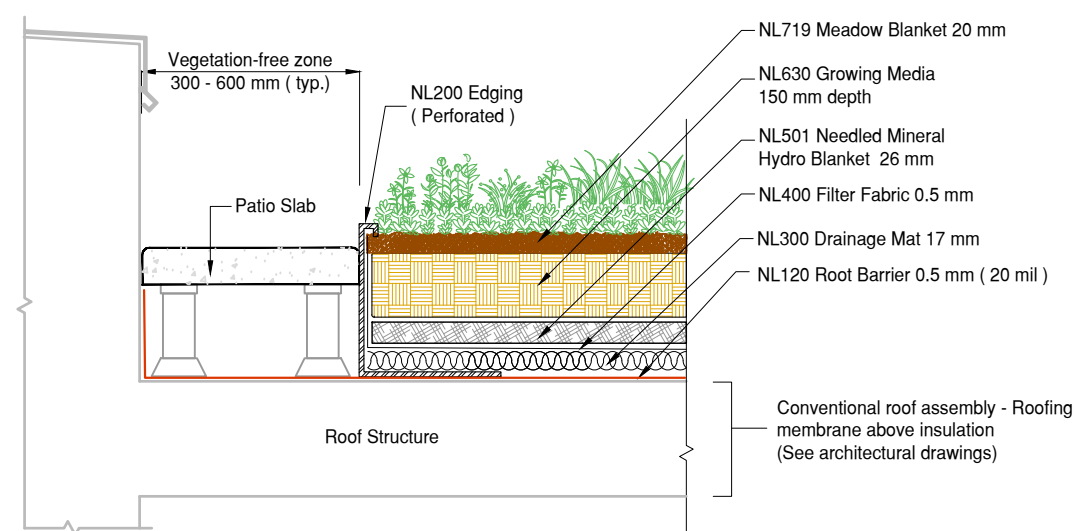 Vegetation-free zone
300 - 600 mm ( typ.)
NL200 Edging
( Perforated )
Patio Slab
NL719 Meadow Blanket 20 mm
NL630 Growing Media
150 mm depth
NL501 Needled Mineral
Hydro Blanket 26 mm
NL400 Filter Fabric 0.5 mm
NL300 Drainage Mat 17 mm
NL120 Root Barrier 0.5 mm ( 20 mil )
Roof Structure
Conventional roof assembly - Roofing
membrane above insulation
(See architectural drawings)